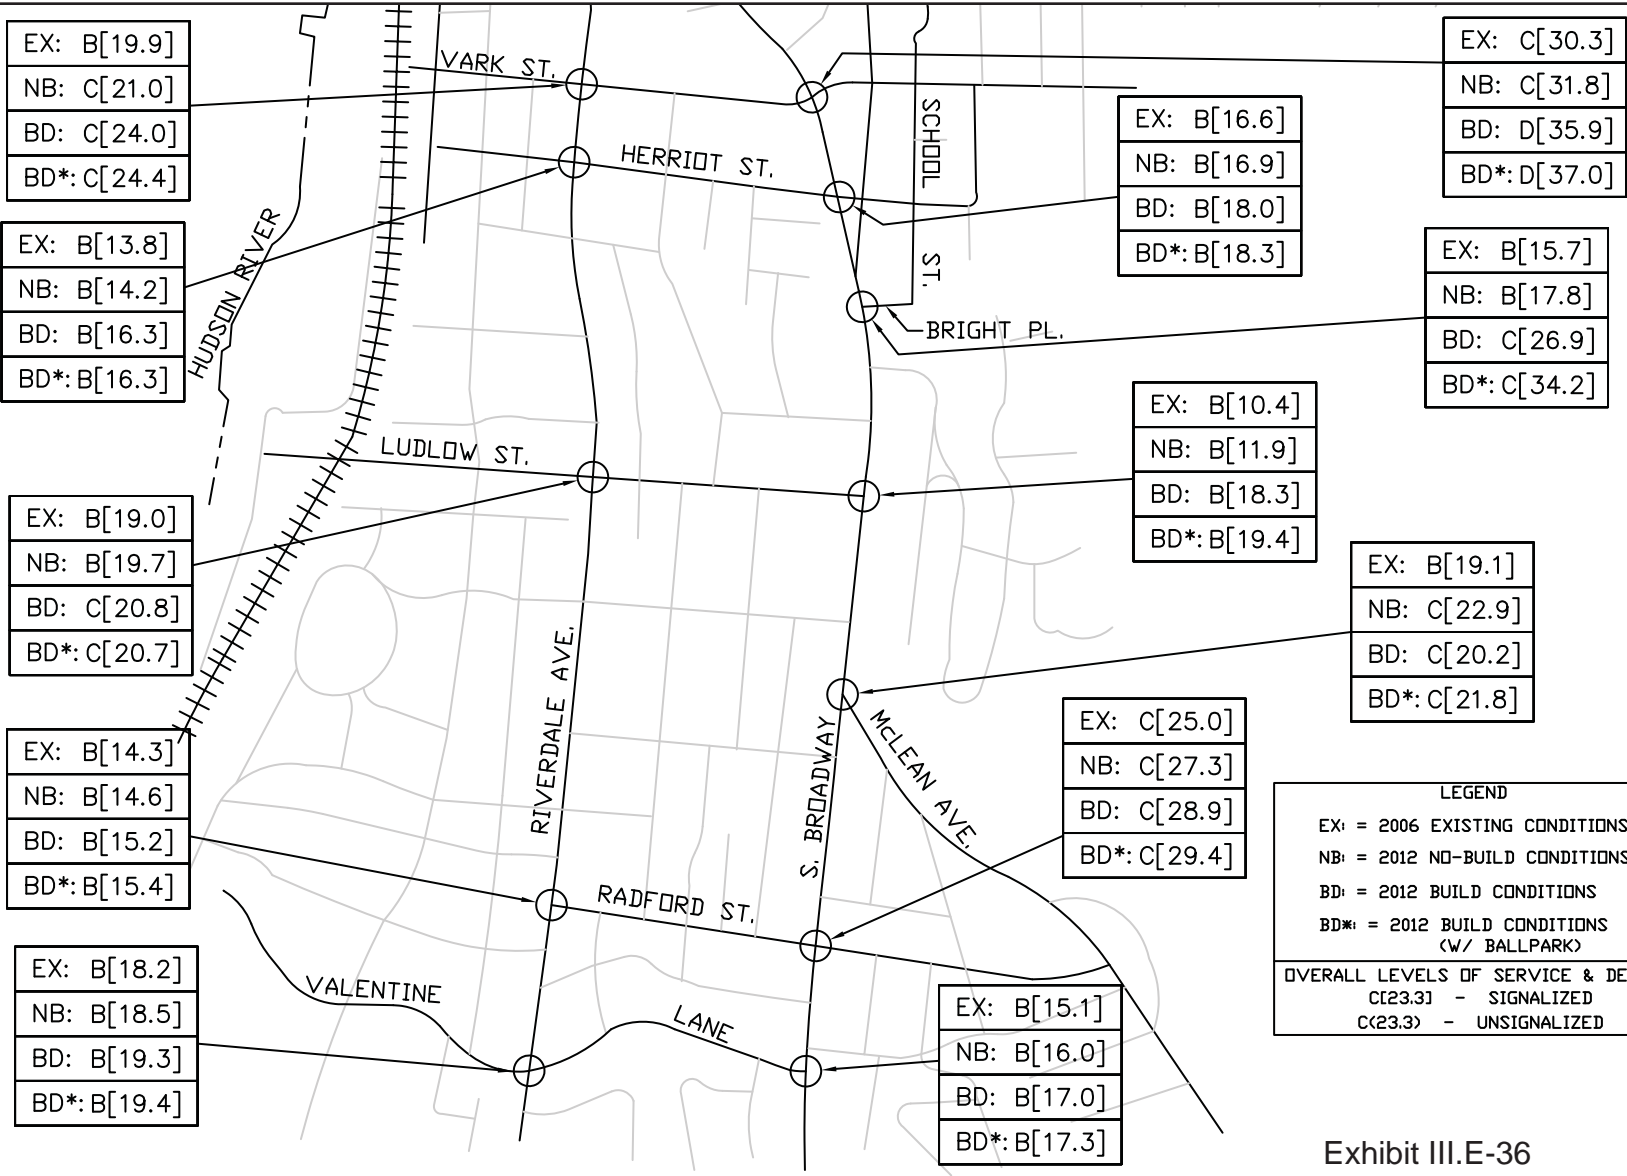 EX: B[19.9]
NB: C[21.0]
BD: C[24.0]
BD*: C[24.4]
VARK ST.
EX: C[30.3]
NB: C[31.8]
BD: D[35.9]
BD*: D[37.0]
SCHOOL
ST.
HERRIOT ST.
EX: B[16.6]
NB: B[16.9]
BD: B[18.0]
BD*: B[18.3]
EX: B[13.8]
NB: B[14.2]
BD: B[16.3]
BD*: B[16.3]
HUDSON RIVER
BRIGHT PL.
EX: B[15.7]
NB: B[17.8]
BD: C[26.9]
BD*: C[34.2]
LUDLOW ST.
EX: B[10.4]
NB: B[11.9]
BD: B[18.3]
BD*: B[19.4]
EX: B[19.0]
NB: B[19.7]
BD: C[20.8]
BD*: C[20.7]
EX: B[19.1]
NB: C[22.9]
BD: C[20.2]
BD*: C[21.8]
RIVERDALE AVE.
S. BROADWAY
McLEAN AVE.
EX: C[25.0]
NB: C[27.3]
BD: C[28.9]
BD*: C[29.4]
EX: B[14.3]
NB: B[14.6]
BD: B[15.2]
BD*: B[15.4]
RADFORD ST.
LEGEND
EX: = 2006 EXISTING CONDITIONS
NB: = 2012 NO-BUILD CONDITIONS
BD: = 2012 BUILD CONDITIONS
BD*: = 2012 BUILD CONDITIONS
(W/ BALLPARK)
OVERALL LEVELS OF SERVICE & DE
C[23.3] - SIGNALIZED
C(23.3) - UNSIGNALIZED
EX: B[18.2]
NB: B[18.5]
BD: B[19.3]
BD*: B[19.4]
VALENTINE
LANE
EX: B[15.1]
NB: B[16.0]
BD: B[17.0]
BD*: B[17.3]
Exhibit III.E-36